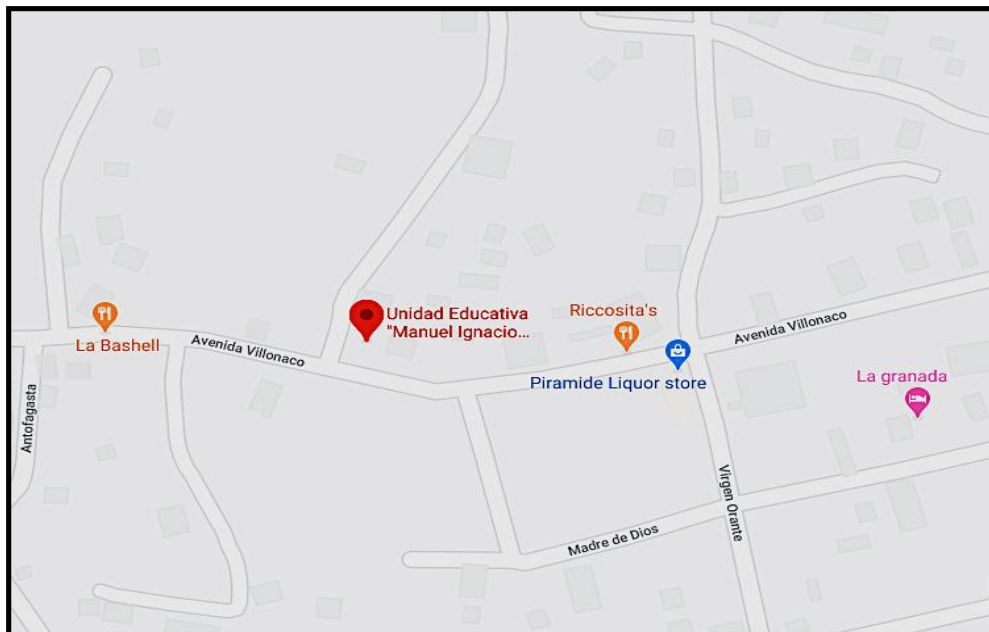 Unidad Educativa
"Manuel Ignacio...
Riccosita's
Avenida Villonaco
La Bashell
Avenida Villonaco
Piramide Liquor store
La granada
Antofagasta
Virgen Orante
Madre de Dios